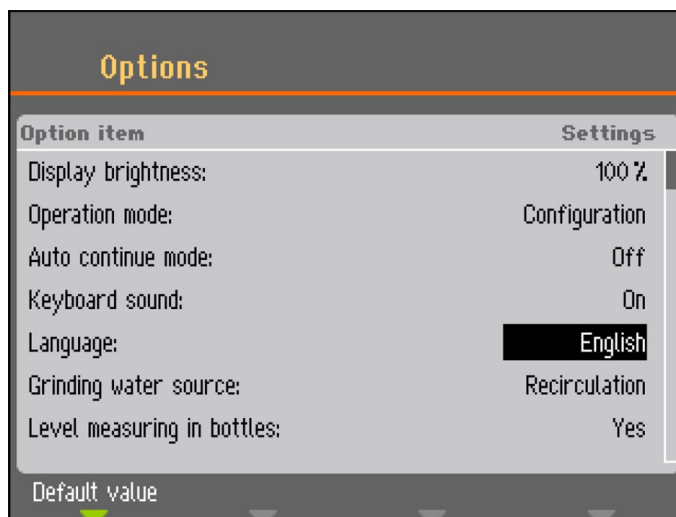 Options
Option item Settings
Display brightness: 100 %
Operation mode: Configuration
Auto continue mode: Off
Keyboard sound: On
Language: English
Grinding water source: Recirculation
Level measuring in bottles: Yes
Default value